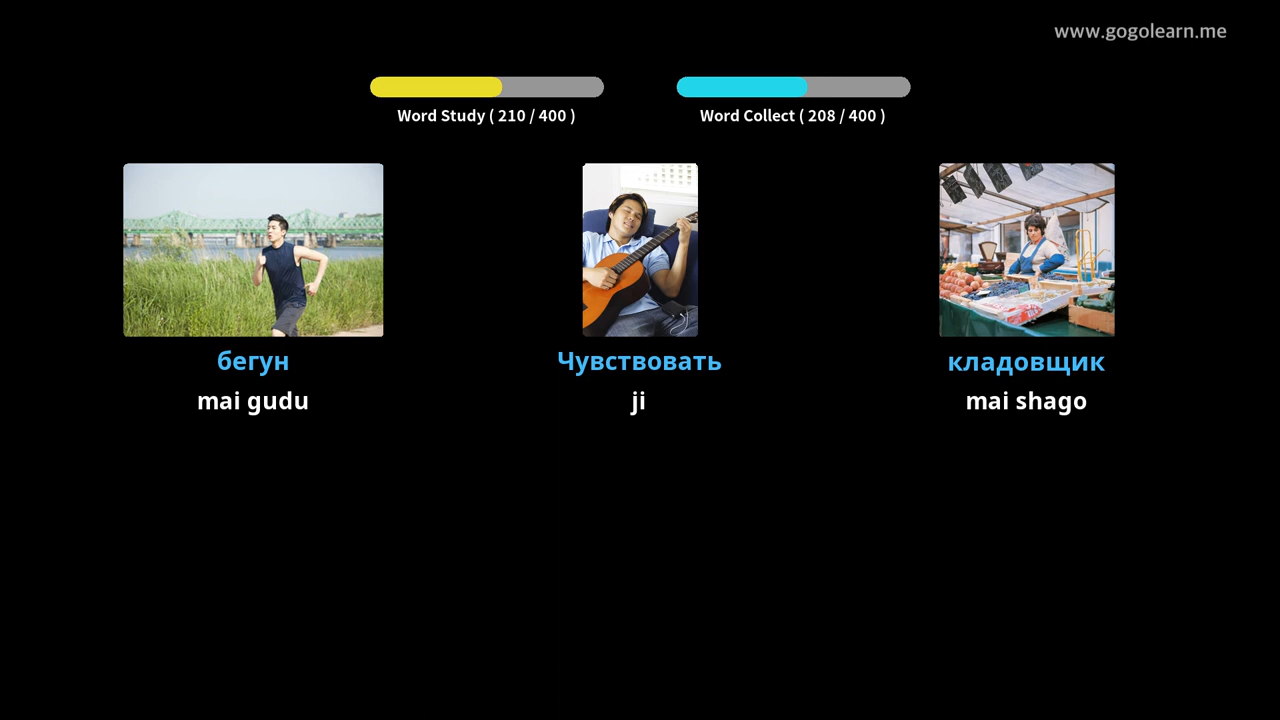 www.gogolearn.me
Word Study ( 210 / 400 )
Word Collect ( 208 / 400 )
бегун
Чувствовать
кладовщик
mai gudu
ji
mai shago